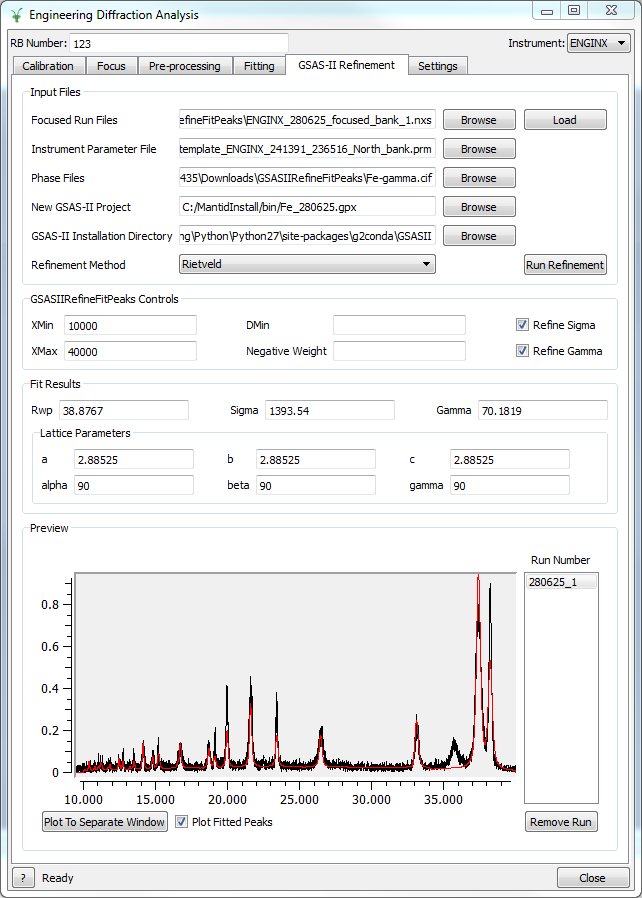 Engineering Diffraction Analysis
RB Number: 123 Instrument: ENGINX
Calibration Focus Pre-processing Fitting GSAS-II Refinement Settings
Input Files
Focused Run Files efineFitPeaks\ENGINX_280625_focused_bank_1.nxs Browse Load
Instrument Parameter File template_ENGINX_241391_236516_North_bank.prm Browse
Phase Files 435\Downloads\GSASIIRefineFitPeaks\Fe-gamma.cif Browse
New GSAS-II Project C:/MantidInstall/bin/Fe_280625.gpx Browse
GSAS-II Installation Directory ng\Python\Python27\site-packages\g2conda\GSASII Browse
Refinement Method Rietveld Run Refinement
GSASIIRefineFitPeaks Controls
XMin 10000 DMin Refine Sigma
XMax 40000 Negative Weight Refine Gamma
Fit Results
Rwp 38.8767 Sigma 1393.54 Gamma 70.1819
Lattice Parameters
a 2.88525 b 2.88525 c 2.88525
alpha 90 beta 90 gamma 90
Preview
Run Number
280625_1
0.8
0.6
0.4
0.2
0
10.000 15.000 20.000 25.000 30.000 35.000
Plot To Separate Window Plot Fitted Peaks Remove Run
? Ready Close